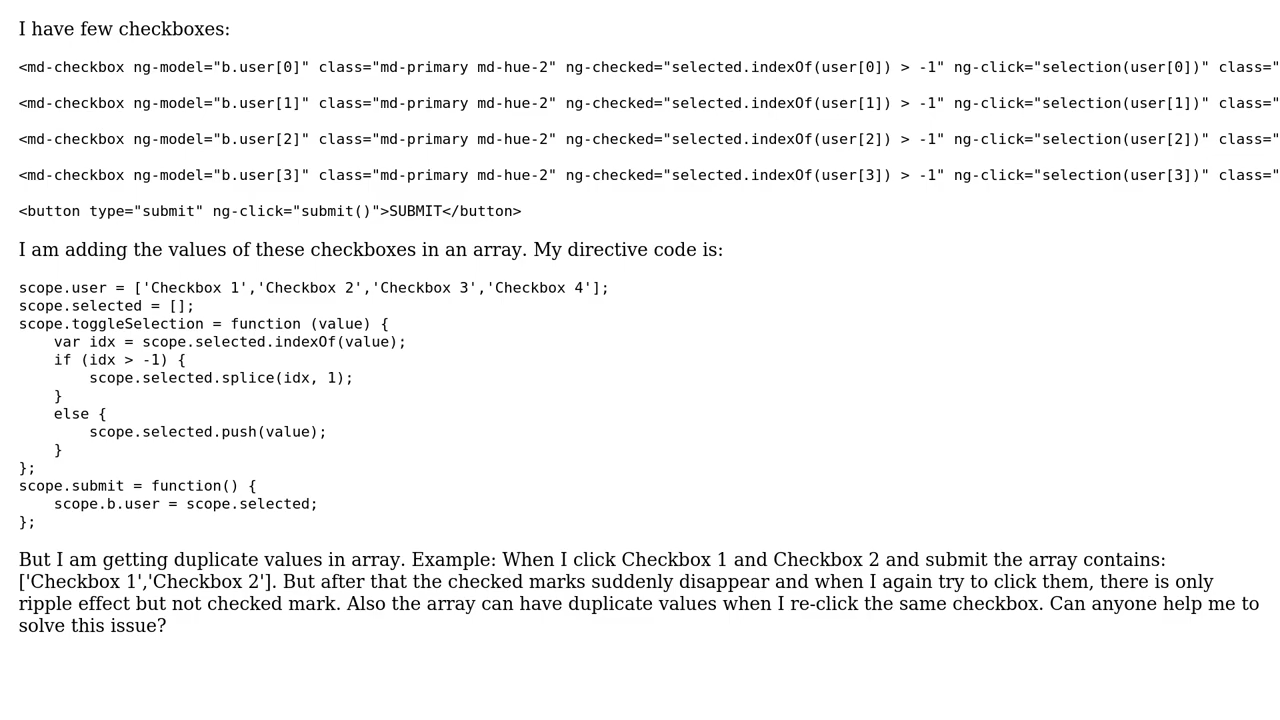 I have few checkboxes:
<md-checkbox ng-model="b.user[0]" class="md-primary md-hue-2" ng-checked="selected.indexOf(user[0]) > -1" ng-click="selection(user[0])" class="
<md-checkbox ng-model="b.user[1]" class="md-primary md-hue-2" ng-checked="selected.indexOf(user[1]) > -1" ng-click="selection(user[1])" class="
<md-checkbox ng-model="b.user[2]" class="md-primary md-hue-2" ng-checked="selected.indexOf(user[2]) > -1" ng-click="selection(user[2])" class="
<md-checkbox ng-model="b.user[3]" class="md-primary md-hue-2" ng-checked="selected.indexOf(user[3]) > -1" ng-click="selection(user[3])" class="
<button type="submit" ng-click="submit()">SUBMIT</button>
I am adding the values of these checkboxes in an array. My directive code is:
scope.user = ['Checkbox 1','Checkbox 2','Checkbox 3','Checkbox 4'];
scope.selected = [];
scope.toggleSelection = function (value) {
    var idx = scope.selected.indexOf(value);
    if (idx > -1) {
        scope.selected.splice(idx, 1);
    }
    else {
        scope.selected.push(value);
    }
};
scope.submit = function() {
    scope.b.user = scope.selected;
};
But I am getting duplicate values in array. Example: When I click Checkbox 1 and Checkbox 2 and submit the array contains:
['Checkbox 1','Checkbox 2']. But after that the checked marks suddenly disappear and when I again try to click them, there is only
ripple effect but not checked mark. Also the array can have duplicate values when I re-click the same checkbox. Can anyone help me to
solve this issue?